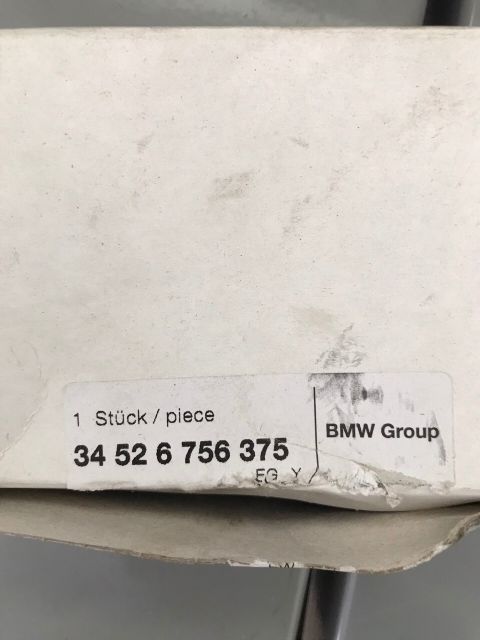 1 Stück / piece
34 52 6 756 375
BMW Group
EG Y